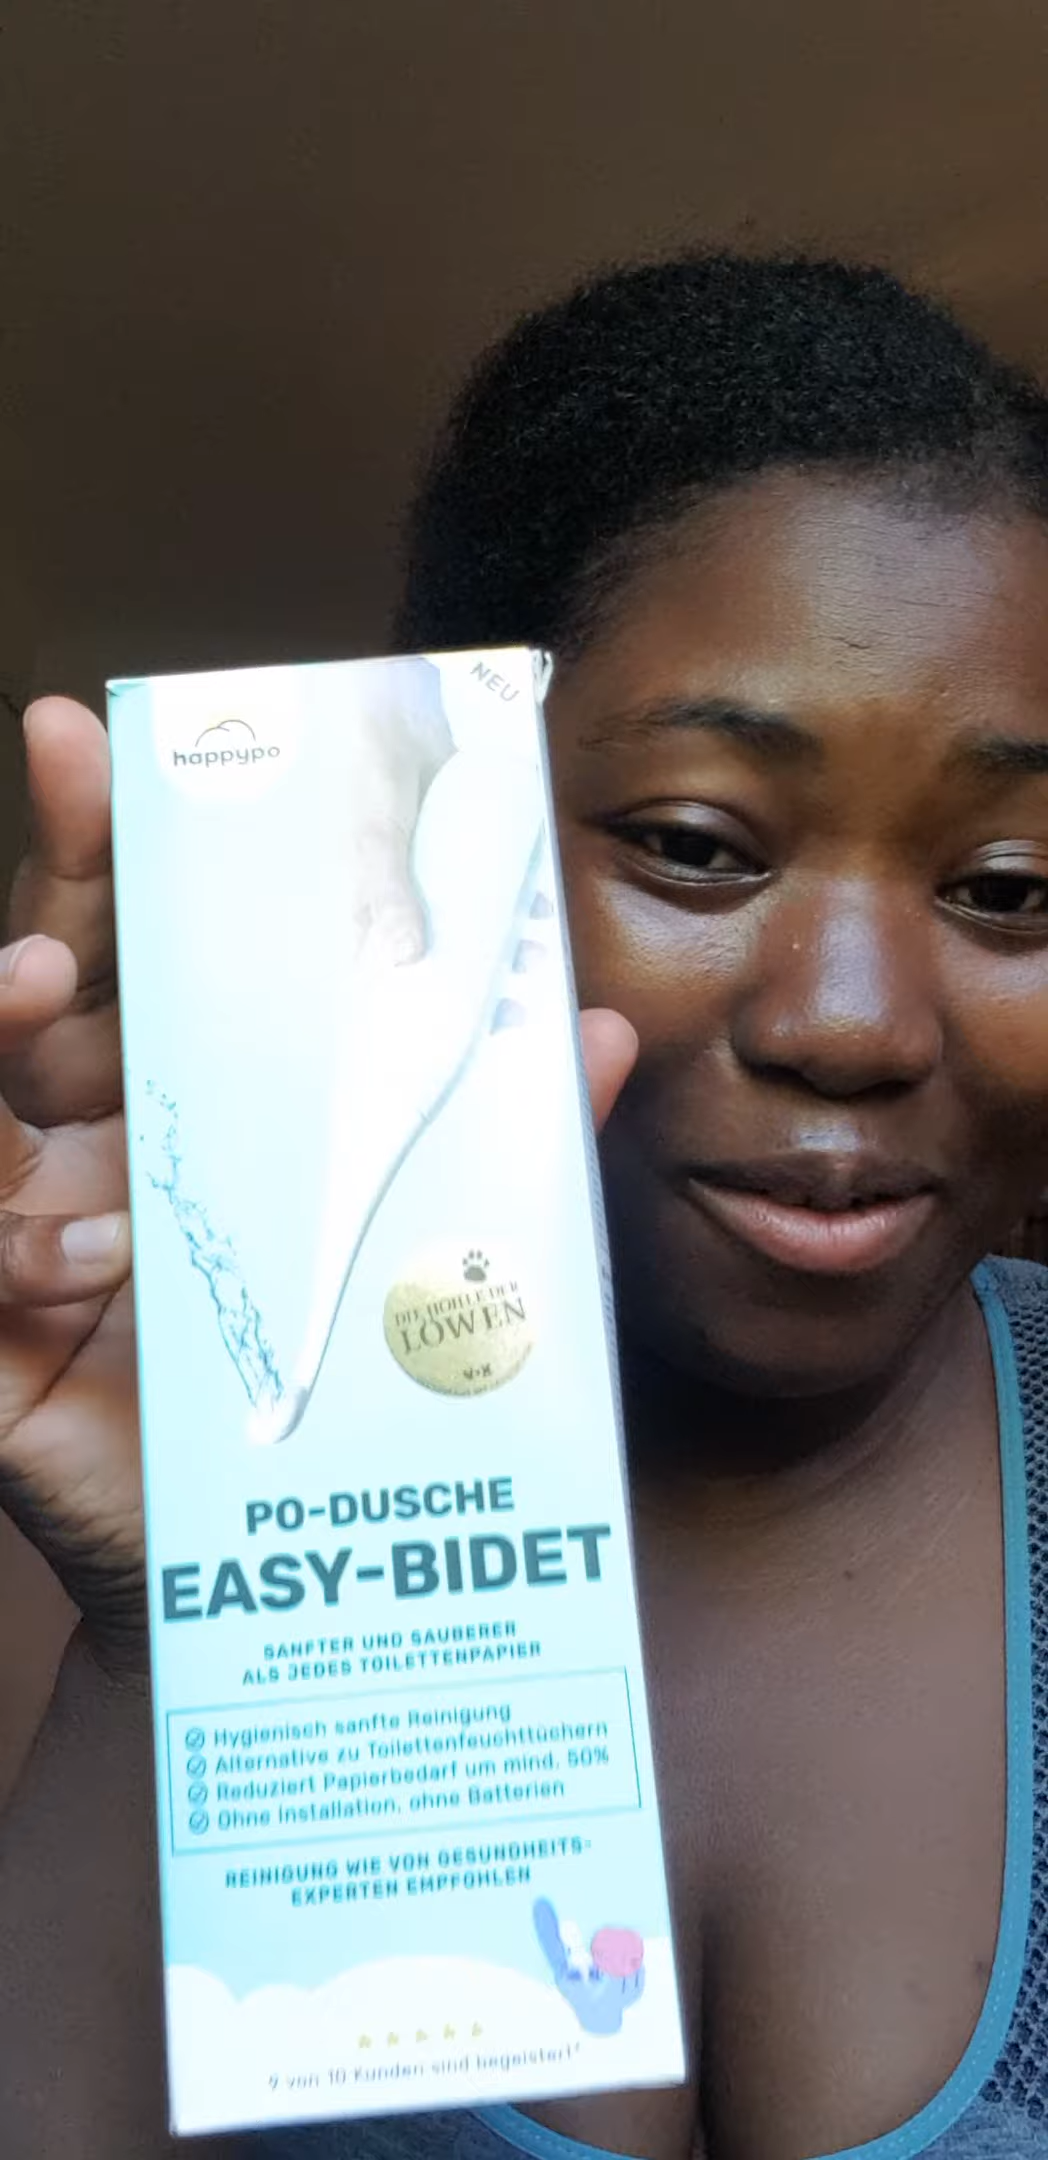 NEU
happypo
DIE HÖHLE DER
LÖWEN
VOX
PO-DUSCHE
EASY-BIDET
SANFTER UND SAUBERER
ALS JEDES TOILETTENPAPIER
Hygienisch sanfte Reinigung
Alternative zu Toilettenfeuchttüchern
Reduziert Papierbedarf um mind. 50%
Ohne Installation, ohne Batterien
REINIGUNG WIE VON GESUNDHEITS-
EXPERTEN EMPFOHLEN
9 von 10 Kunden sind begeistert*